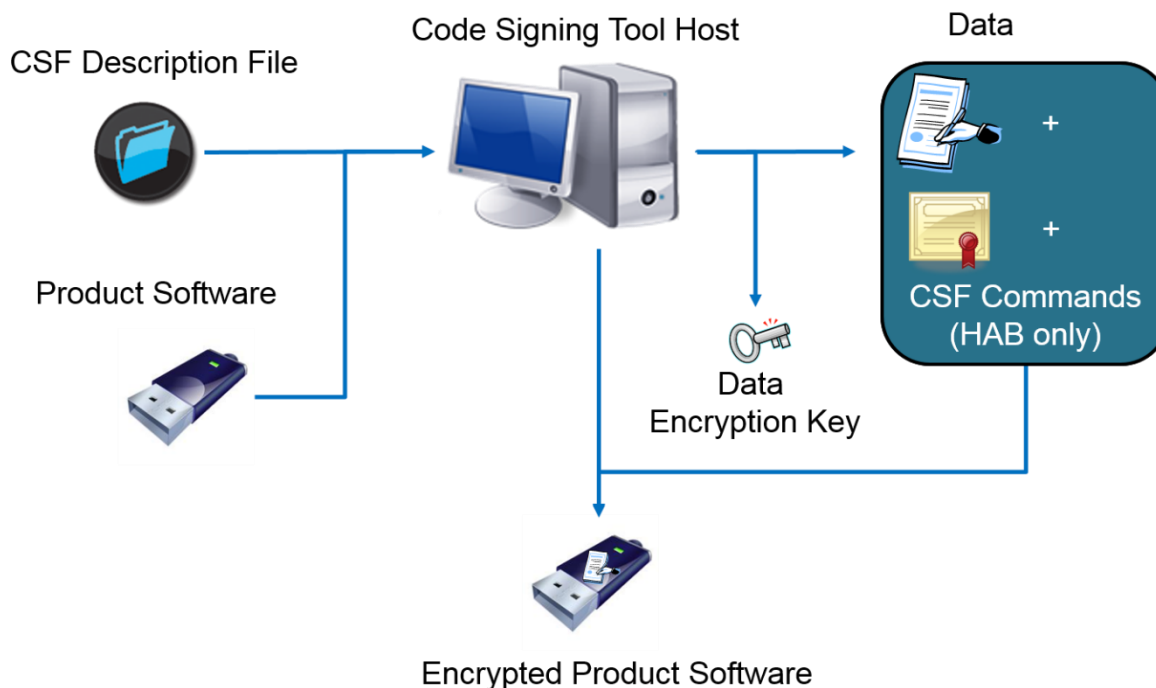 Code Signing Tool Host
Data
CSF Description File
+
+
Product Software
CSF Commands
(HAB only)
Data
Encryption Key
Encrypted Product Software